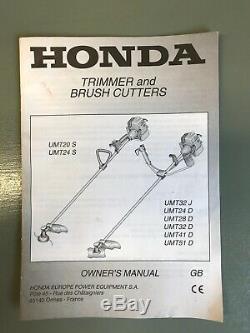 HONDA
TRIMMER and
BRUSH CUTTERS
UMT20 S
UMT24 S
UMT32 J
UMT24 D
UMT28 D
UMT32 D
UMT41 D
UMT51 D
OWNER'S MANUAL GB
HONDA EUROPE POWER EQUIPMENT S.A.
Pôle 45 - Rue des Châtaigniers
45140 Ormes - France
CE